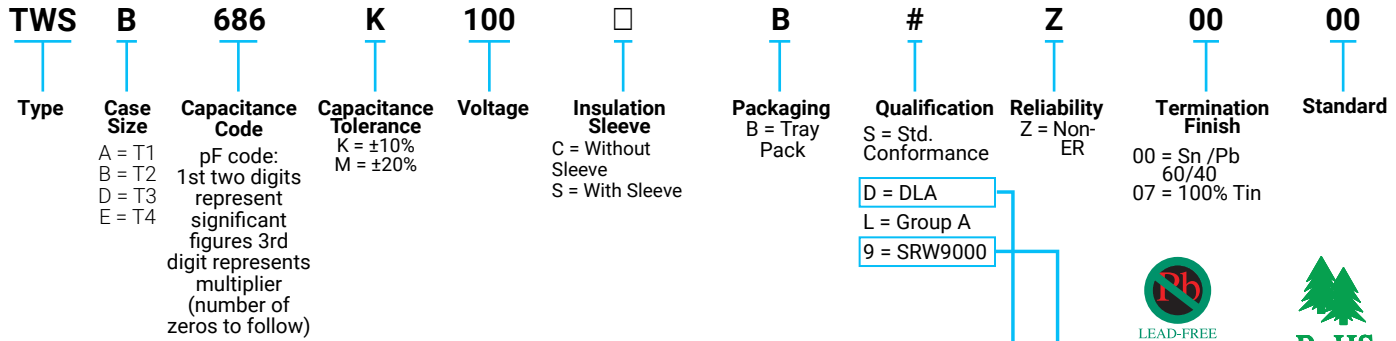 TWS B 686 K 100 □ B # Z 00 00
Type
Case
Size
A = T1
B = T2
D = T3
E = T4
Capacitance
Code
pF code:
1st two digits
represent
significant
figures 3rd
digit represents
multiplier
(number of
zeros to follow)
Capacitance
Tolerance
K = ±10%
M = ±20%
Voltage
Insulation
Sleeve
C = Without
Sleeve
S = With Sleeve
Packaging
B = Tray
Pack
Qualification
S = Std.
Conformance
D = DLA
L = Group A
9 = SRW9000
Reliability
Z = Non-
ER
Termination
Finish
00 = Sn /Pb
60/40
07 = 100% Tin
Standard
Pb
LEAD-FREE
RoHS